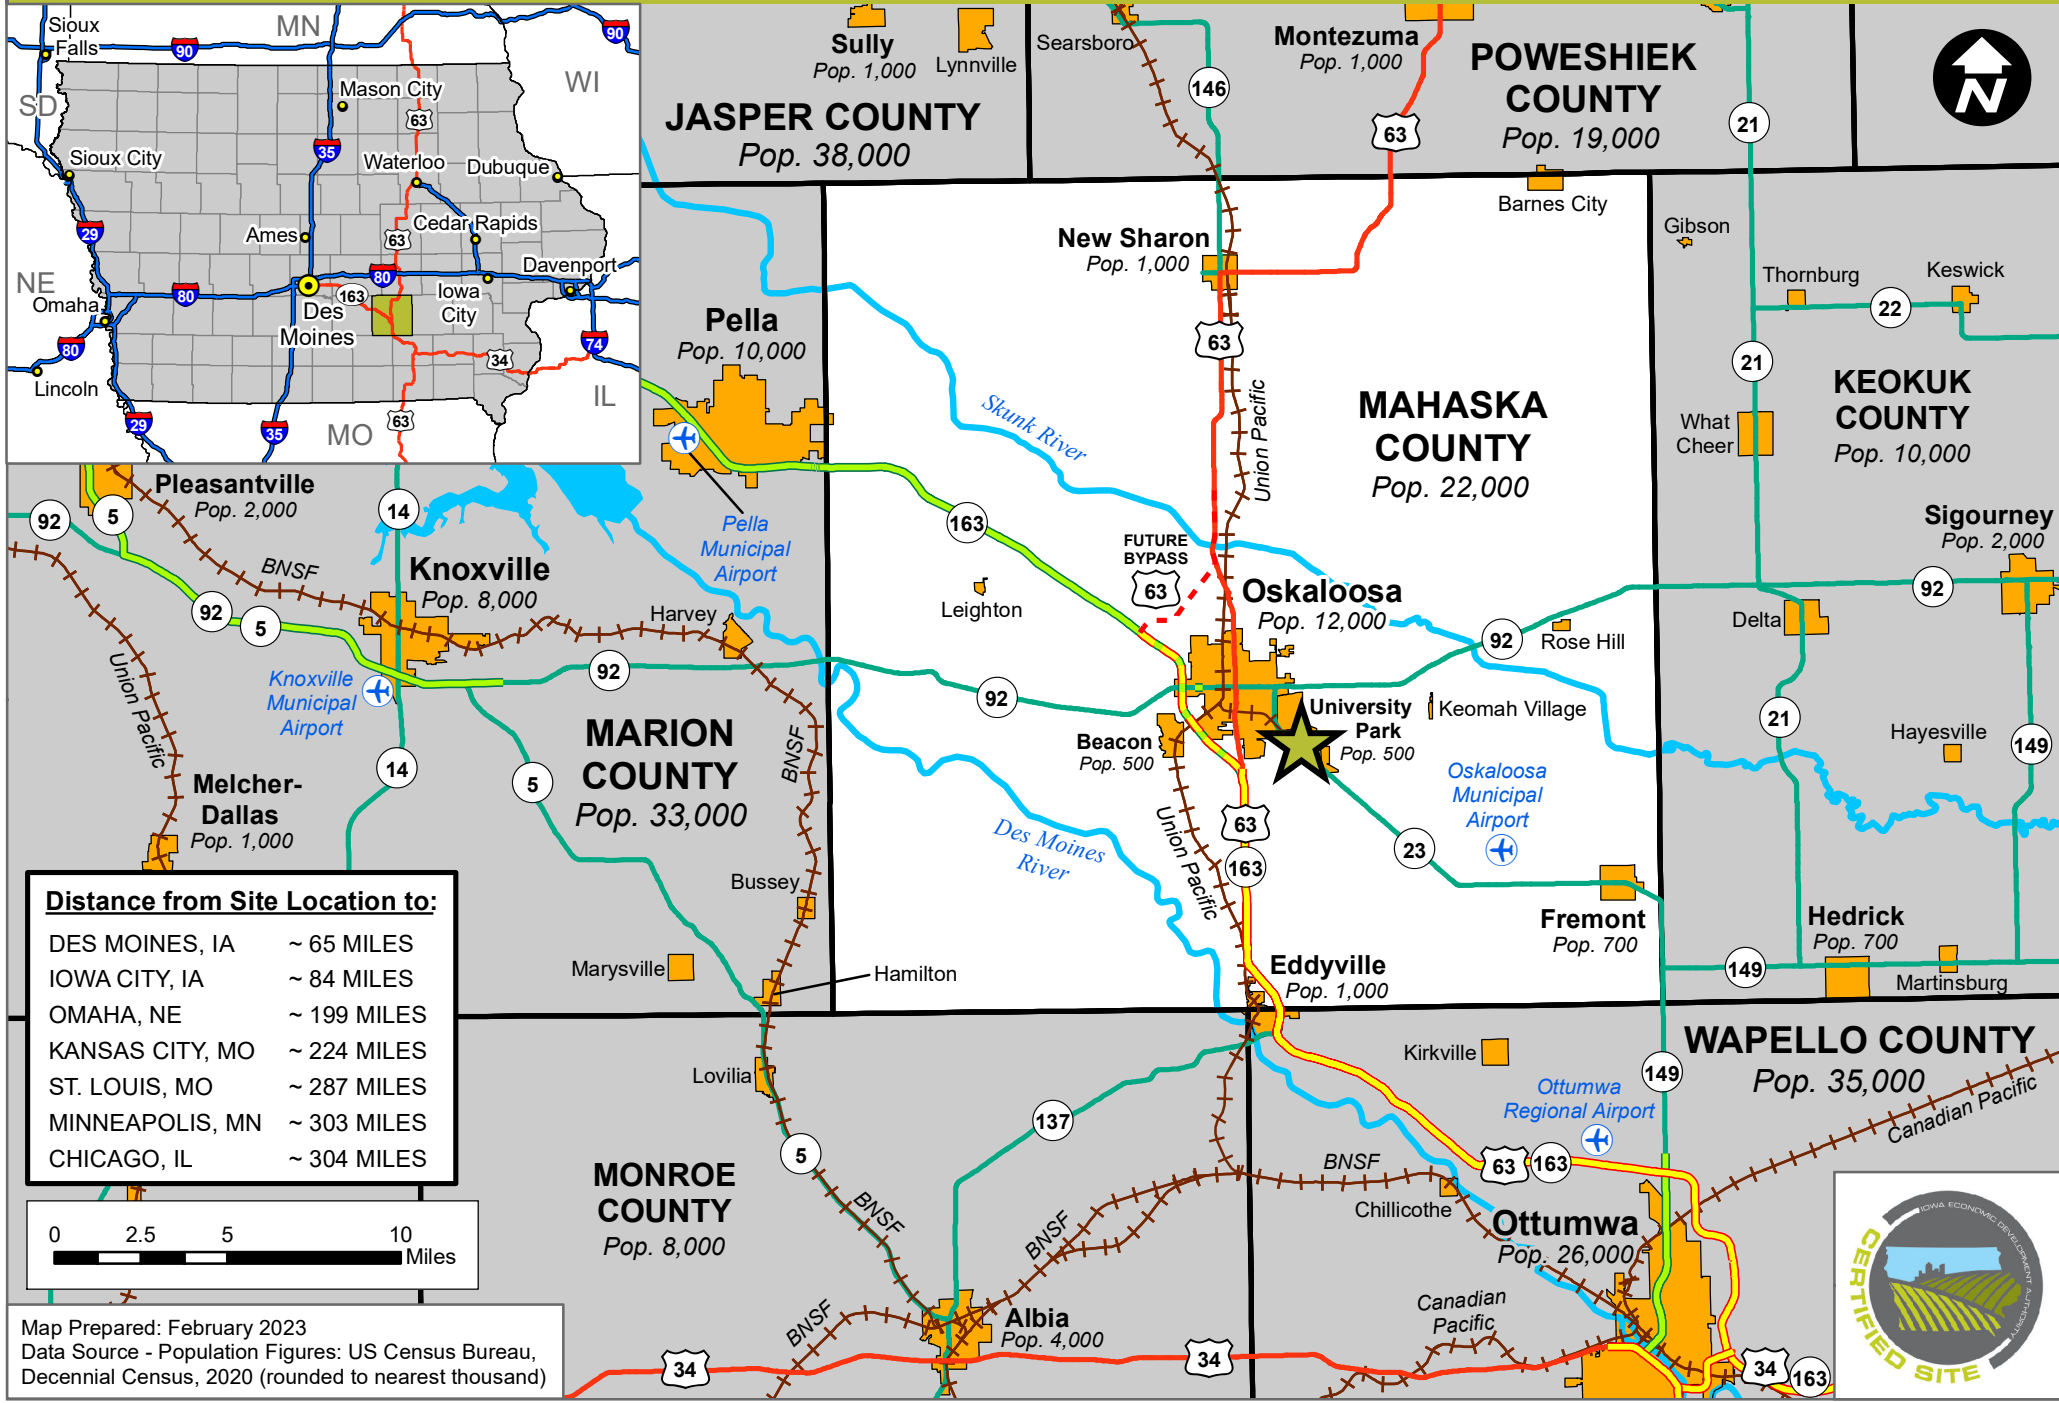 Sioux
Falls
MN
90
90
WI
SD
Mason City
63
35
Sioux City
Waterloo
Dubuque
29
Ames
63
Cedar Rapids
NE
80
Davenport
Omaha
80
163
Iowa
City
Des
Moines
80
34
74
Lincoln
IL
29
35
MO
63
Sully
Pop. 1,000
Lynnville
Searsboro
146
Montezuma
Pop. 1,000
63
POWESHIEK
COUNTY
Pop. 19,000
21
N
JASPER COUNTY
Pop. 38,000
Barnes City
Gibson
New Sharon
Pop. 1,000
Thornburg
Keswick
22
Pella
Pop. 10,000
63
21
KEOKUK
COUNTY
Pop. 10,000
Skunk River
Union Pacific
MAHASKA
COUNTY
Pop. 22,000
What
Cheer
Pleasantville
Pop. 2,000
92
5
14
Pella
Municipal
Airport
163
FUTURE
BYPASS
63
Sigourney
Pop. 2,000
BNSF
Knoxville
Pop. 8,000
Harvey
Leighton
Oskaloosa
Pop. 12,000
92
92
5
92
Rose Hill
Delta
Union Pacific
Knoxville
Municipal
Airport
92
92
University
Park
Pop. 500
Keomah Village
21
Hayesville
149
MARION
COUNTY
Pop. 33,000
BNSF
Beacon
Pop. 500
Oskaloosa
Municipal
Airport
14
5
Melcher-
Dallas
Pop. 1,000
Des Moines
River
Union Pacific
63
163
23
Bussey
Fremont
Pop. 700
Hedrick
Pop. 700
Marysville
Hamilton
Eddyville
Pop. 1,000
149
Martinsburg
Distance from Site Location to:
DES MOINES, IA ~ 65 MILES
IOWA CITY, IA ~ 84 MILES
OMAHA, NE ~ 199 MILES
KANSAS CITY, MO ~ 224 MILES
ST. LOUIS, MO ~ 287 MILES
MINNEAPOLIS, MN ~ 303 MILES
CHICAGO, IL ~ 304 MILES
Lovilia
Kirkville
WAPELLO COUNTY
Pop. 35,000
149
Ottumwa
Regional Airport
Canadian Pacific
137
5
MONROE
COUNTY
Pop. 8,000
BNSF
BNSF
BNSF
63
163
Chillicothe
Ottumwa
Pop. 26,000
0 2.5 5 10
Miles
BNSF
Albia
Pop. 4,000
Canadian
Pacific
34
34
34
163
Map Prepared: February 2023
Data Source - Population Figures: US Census Bureau,
Decennial Census, 2020 (rounded to nearest thousand)
IOWA ECONOMIC DEVELOPMENT AUTHORITY
CERTIFIED SITE